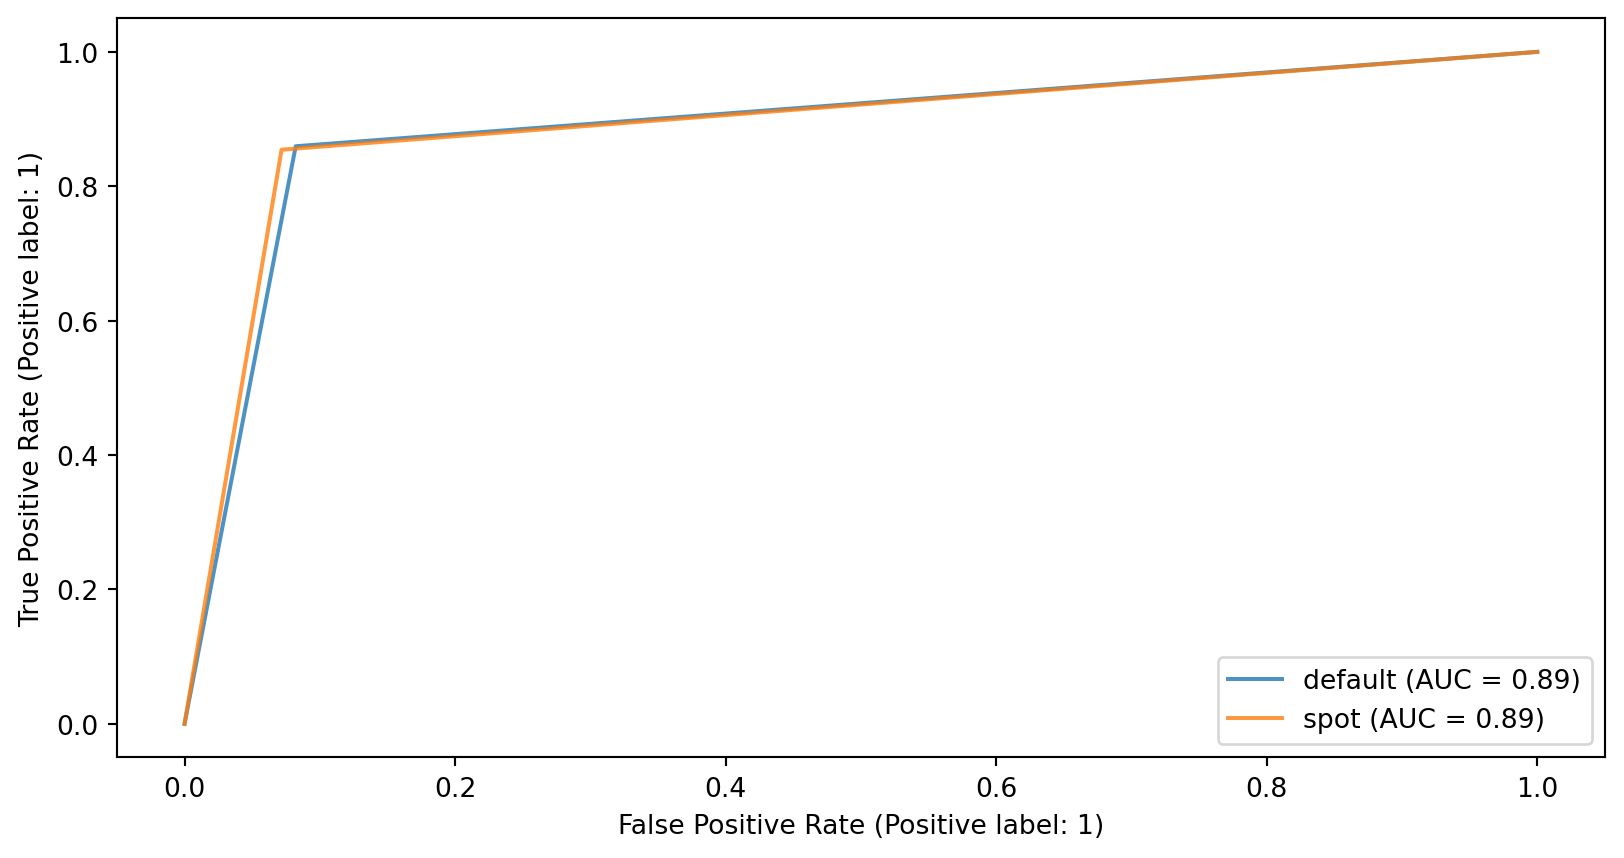 True Positive Rate (Positive label: 1)
1.0
0.8
0.6
0.4
0.2
0.0
default (AUC = 0.89)
spot (AUC = 0.89)
0.0 0.2 0.4 0.6 0.8 1.0
False Positive Rate (Positive label: 1)